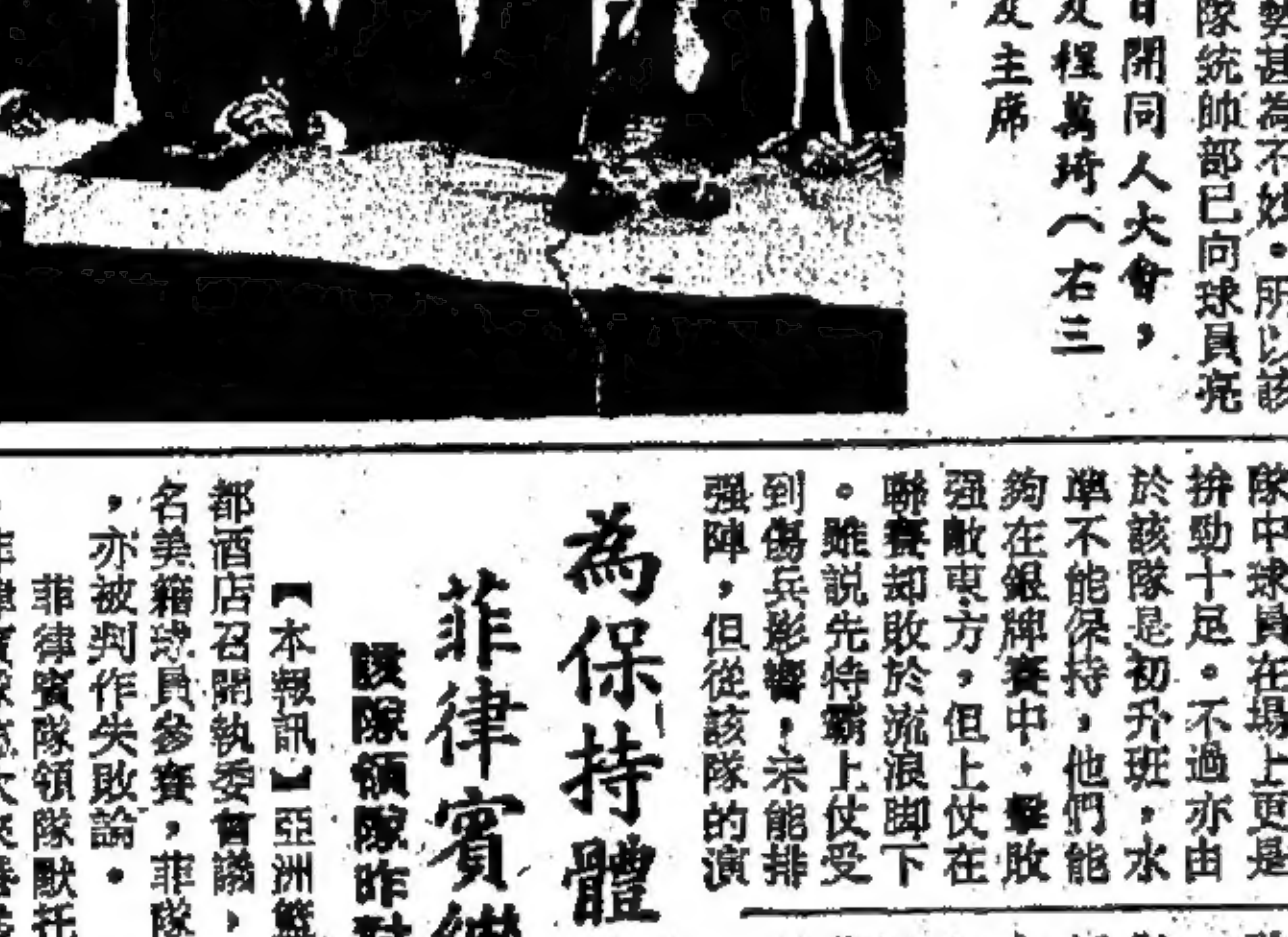 勢甚為不妙。所以該
隊統帥部已向球員亮
日開同人大會，
及程萬琦（右三
及主席
隊中球員在場上更是
拚勁十足。不過亦由
於該隊是初升班，水
準不能保持，他們能
夠在銀牌賽中，擊敗
强敵東方，但上仗在
聯賽却敗於流浪脚下
。雖説先特霸上仗受
到傷兵影響，未能排
强陣，但從該隊的演
為保持體
菲律賓繼
該隊領隊昨
【本報訊】亞洲籃
都酒店召開執委會議，
名美籍球員參賽，菲隊
，亦被判作失敗論。
菲律賓隊領隊默托